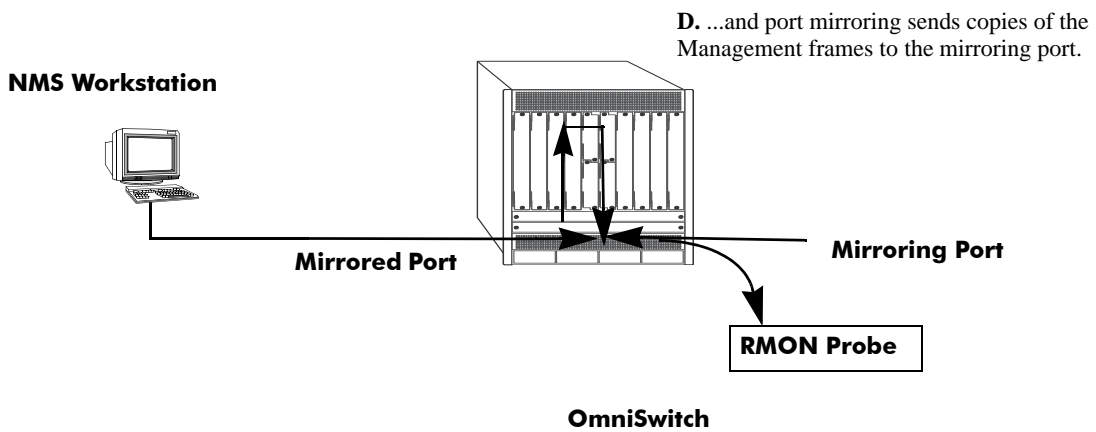 D. ...and port mirroring sends copies of the
Management frames to the mirroring port.
NMS Workstation
Mirrored Port
Mirroring Port
RMON Probe
OmniSwitch